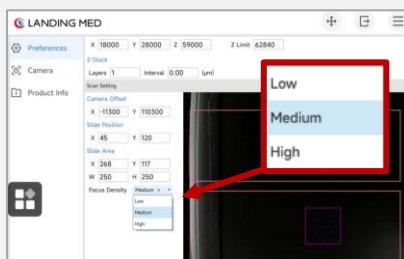 LANDING MED
Preferences
Camera
Product Info
X 18000 Y 28000 Z 59000 Z Limit 62840
Z-Stack
Layers 1 Interval 0.00 (μm)
Scan Setting
Camera Offset
X -11300 Y 110300
Slide Position
X 45 Y 120
Slide Area
X 268 Y 117
W 250 H 250
Focus Density Medium
Low
Medium
High
Low
Medium
High